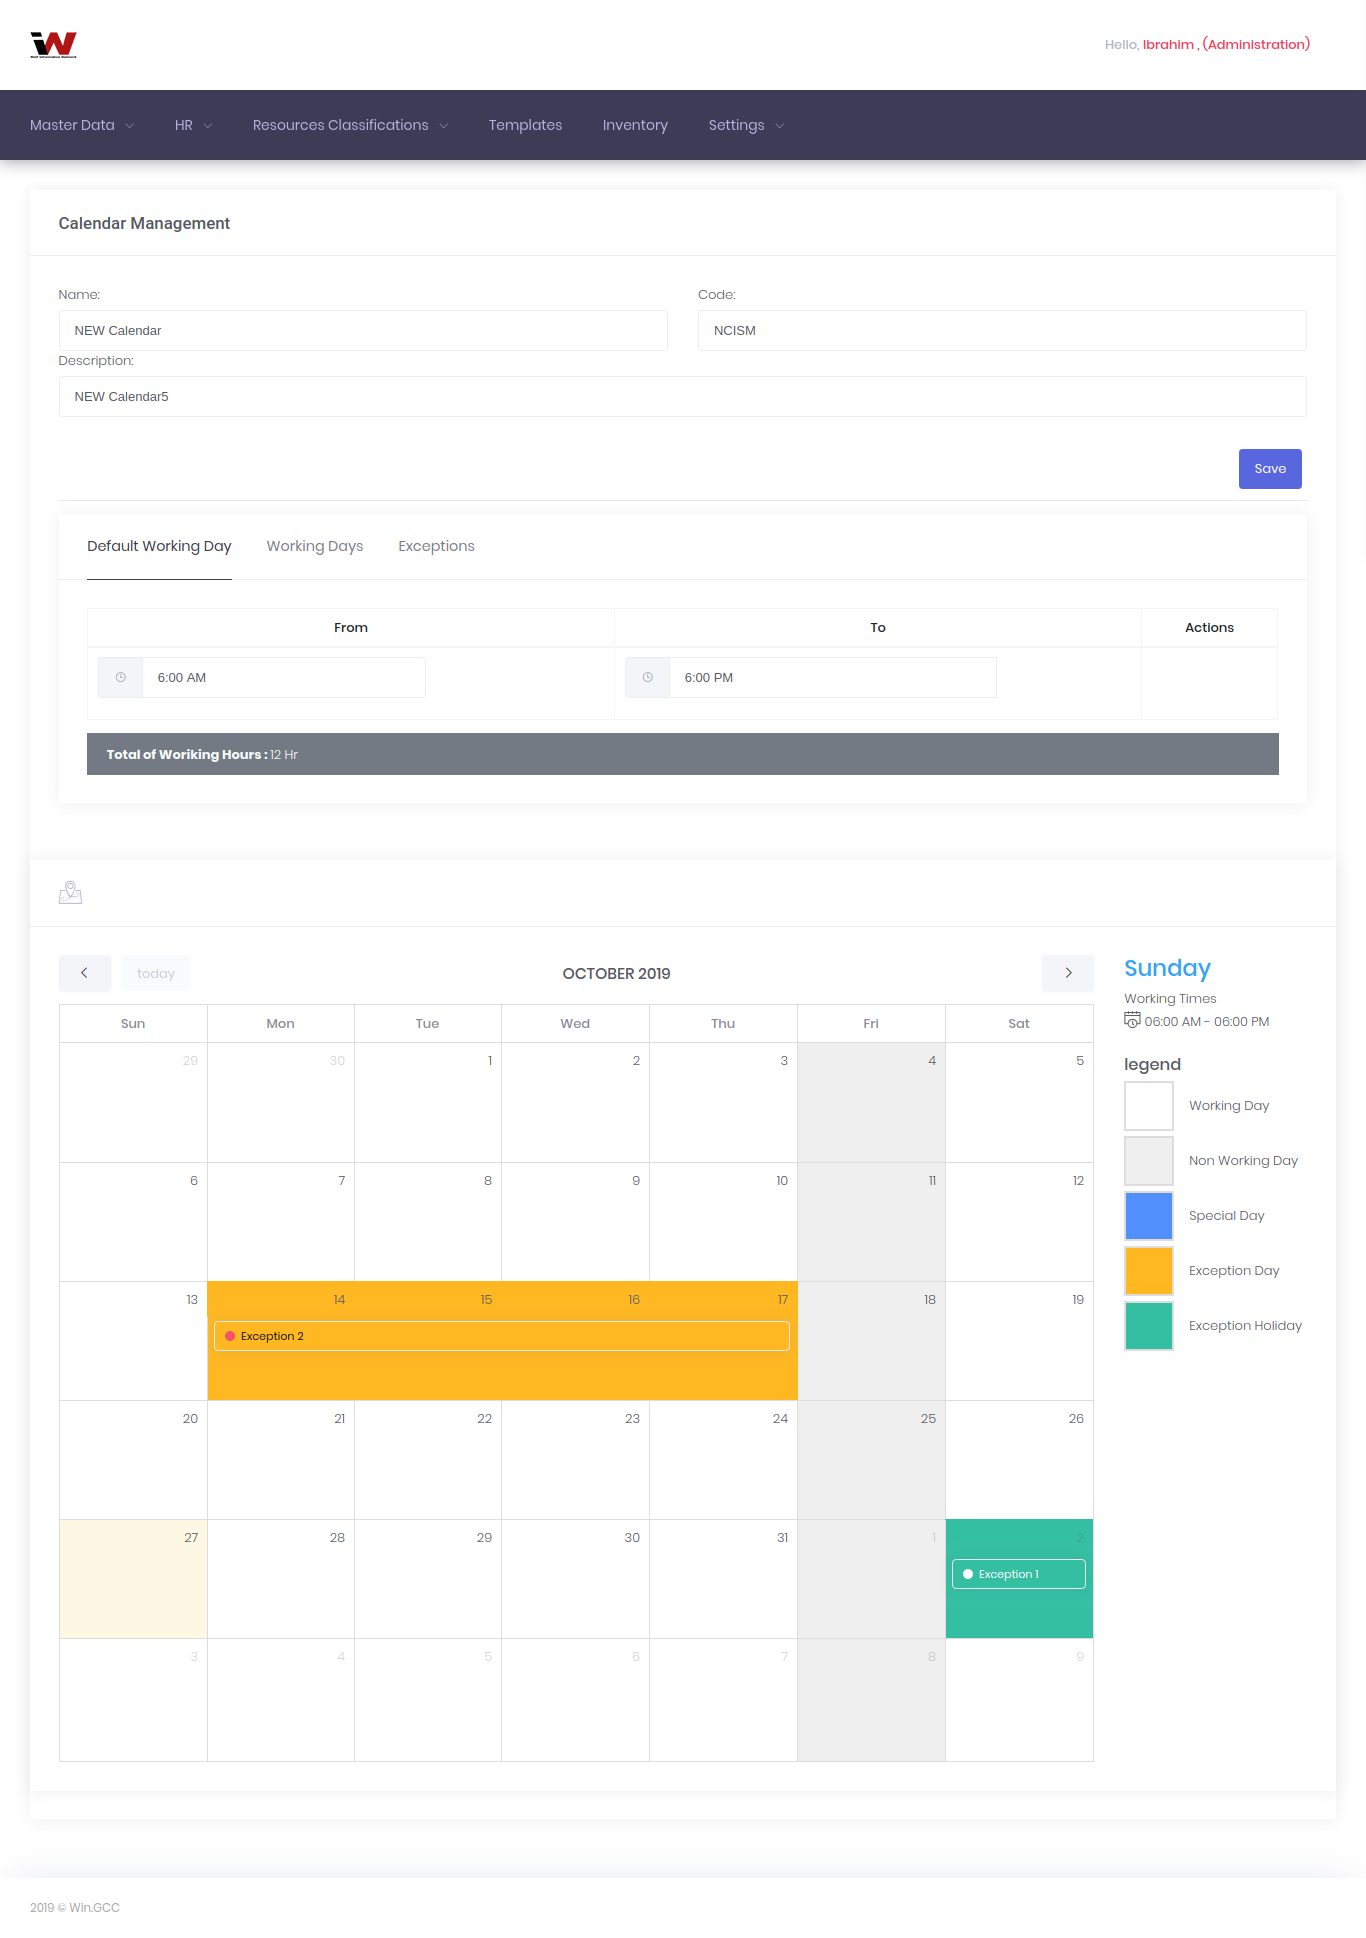 iW
Hello, Ibrahim , (Administration)
Master Data HR Resources Classifications Templates Inventory Settings
Calendar Management
Name: Code:
NEW Calendar NCISM
Description:
NEW Calendar5
Save
Default Working Day Working Days Exceptions
From To Actions
6:00 AM 6:00 PM
Total of Woriking Hours : 12 Hr
today OCTOBER 2019
Sun Mon Tue Wed Thu Fri Sat
29 30 1 2 3 4 5
6 7 8 9 10 11 12
13 14 15 16 17 18 19
Exception 2
20 21 22 23 24 25 26
27 28 29 30 31 1 2
Exception 1
3 4 5 6 7 8 9
Sunday
Working Times
06:00 AM - 06:00 PM
legend
Working Day
Non Working Day
Special Day
Exception Day
Exception Holiday
2019 © Win.GCC